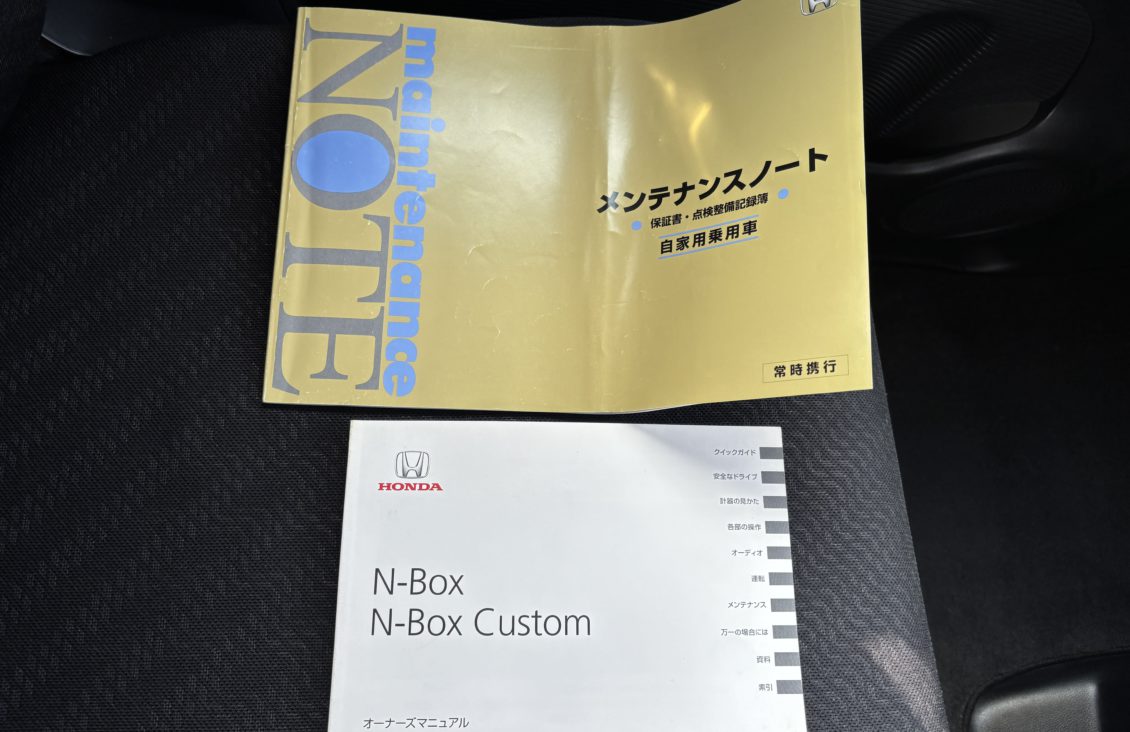 maintenance
NOTE
メンテナンスノート
保証書・点検整備記録簿
自家用乗用車
常時携行
HONDA
N-Box
N-Box Custom
オーナーズマニュアル
クイックガイド
安全なドライブ
計器の見かた
各部の操作
オーディオ
運転
メンテナンス
万一の場合には
資料
索引